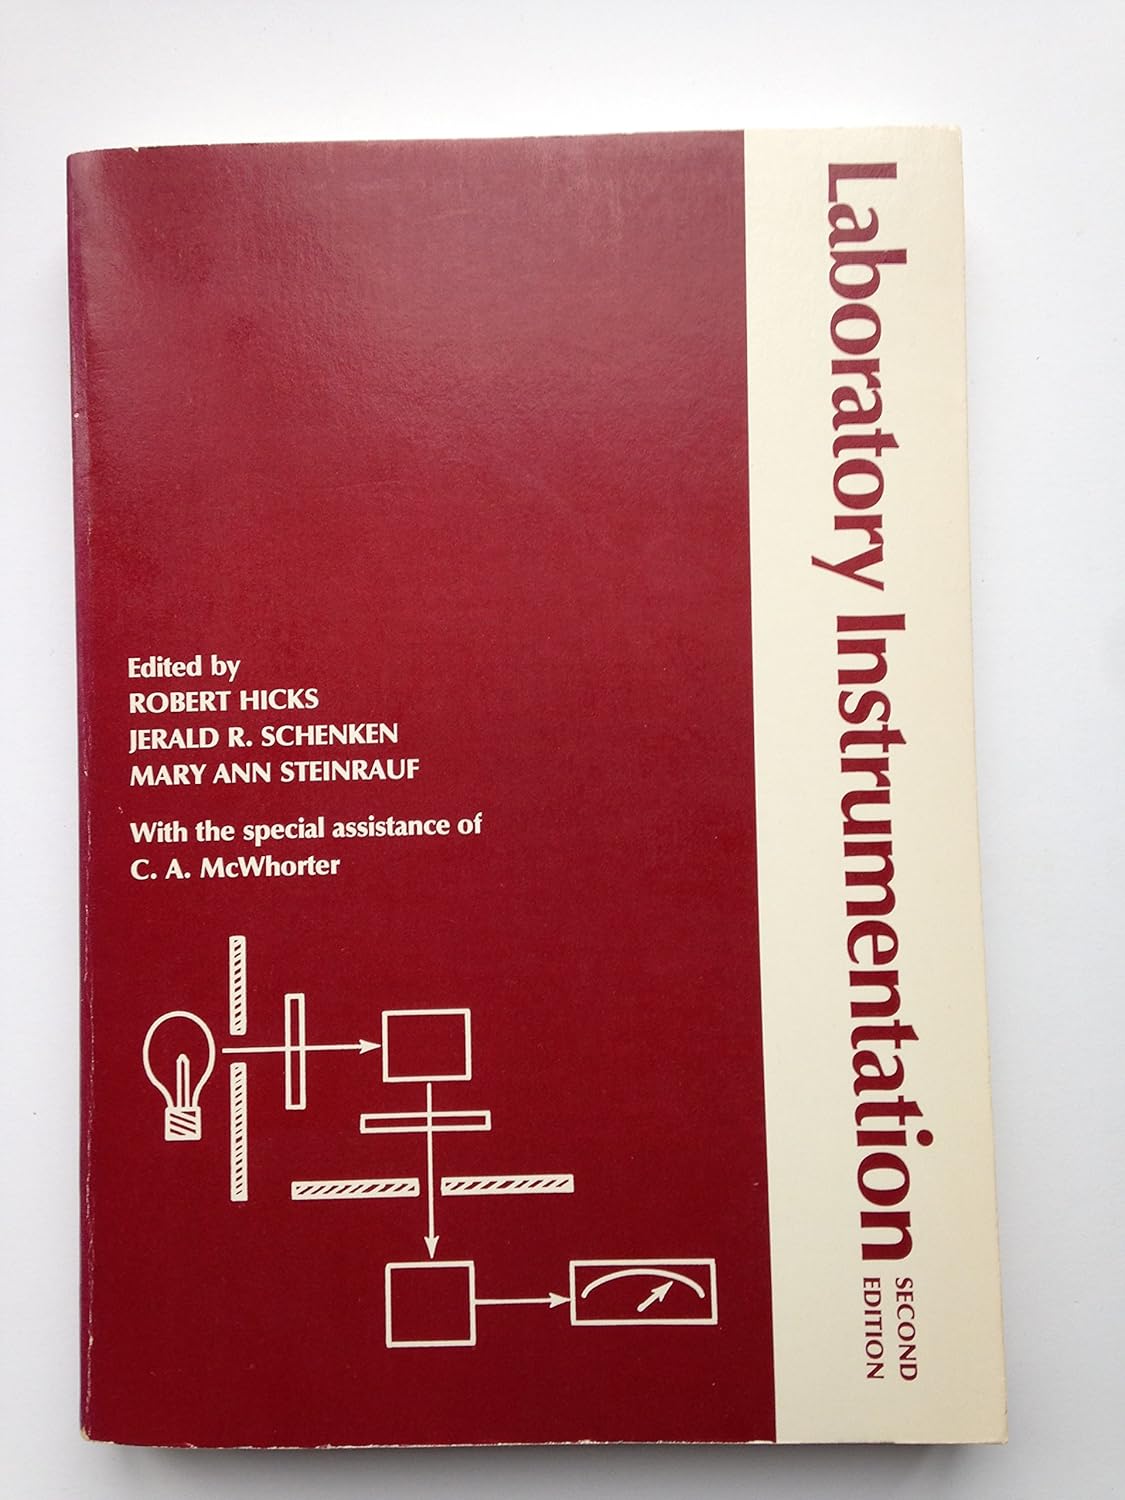 Laboratory Instrumentation
SECOND
EDITION
Edited by
ROBERT HICKS
JERALD R. SCHENKEN
MARY ANN STEINRAUF
With the special assistance of
C. A. McWhorter